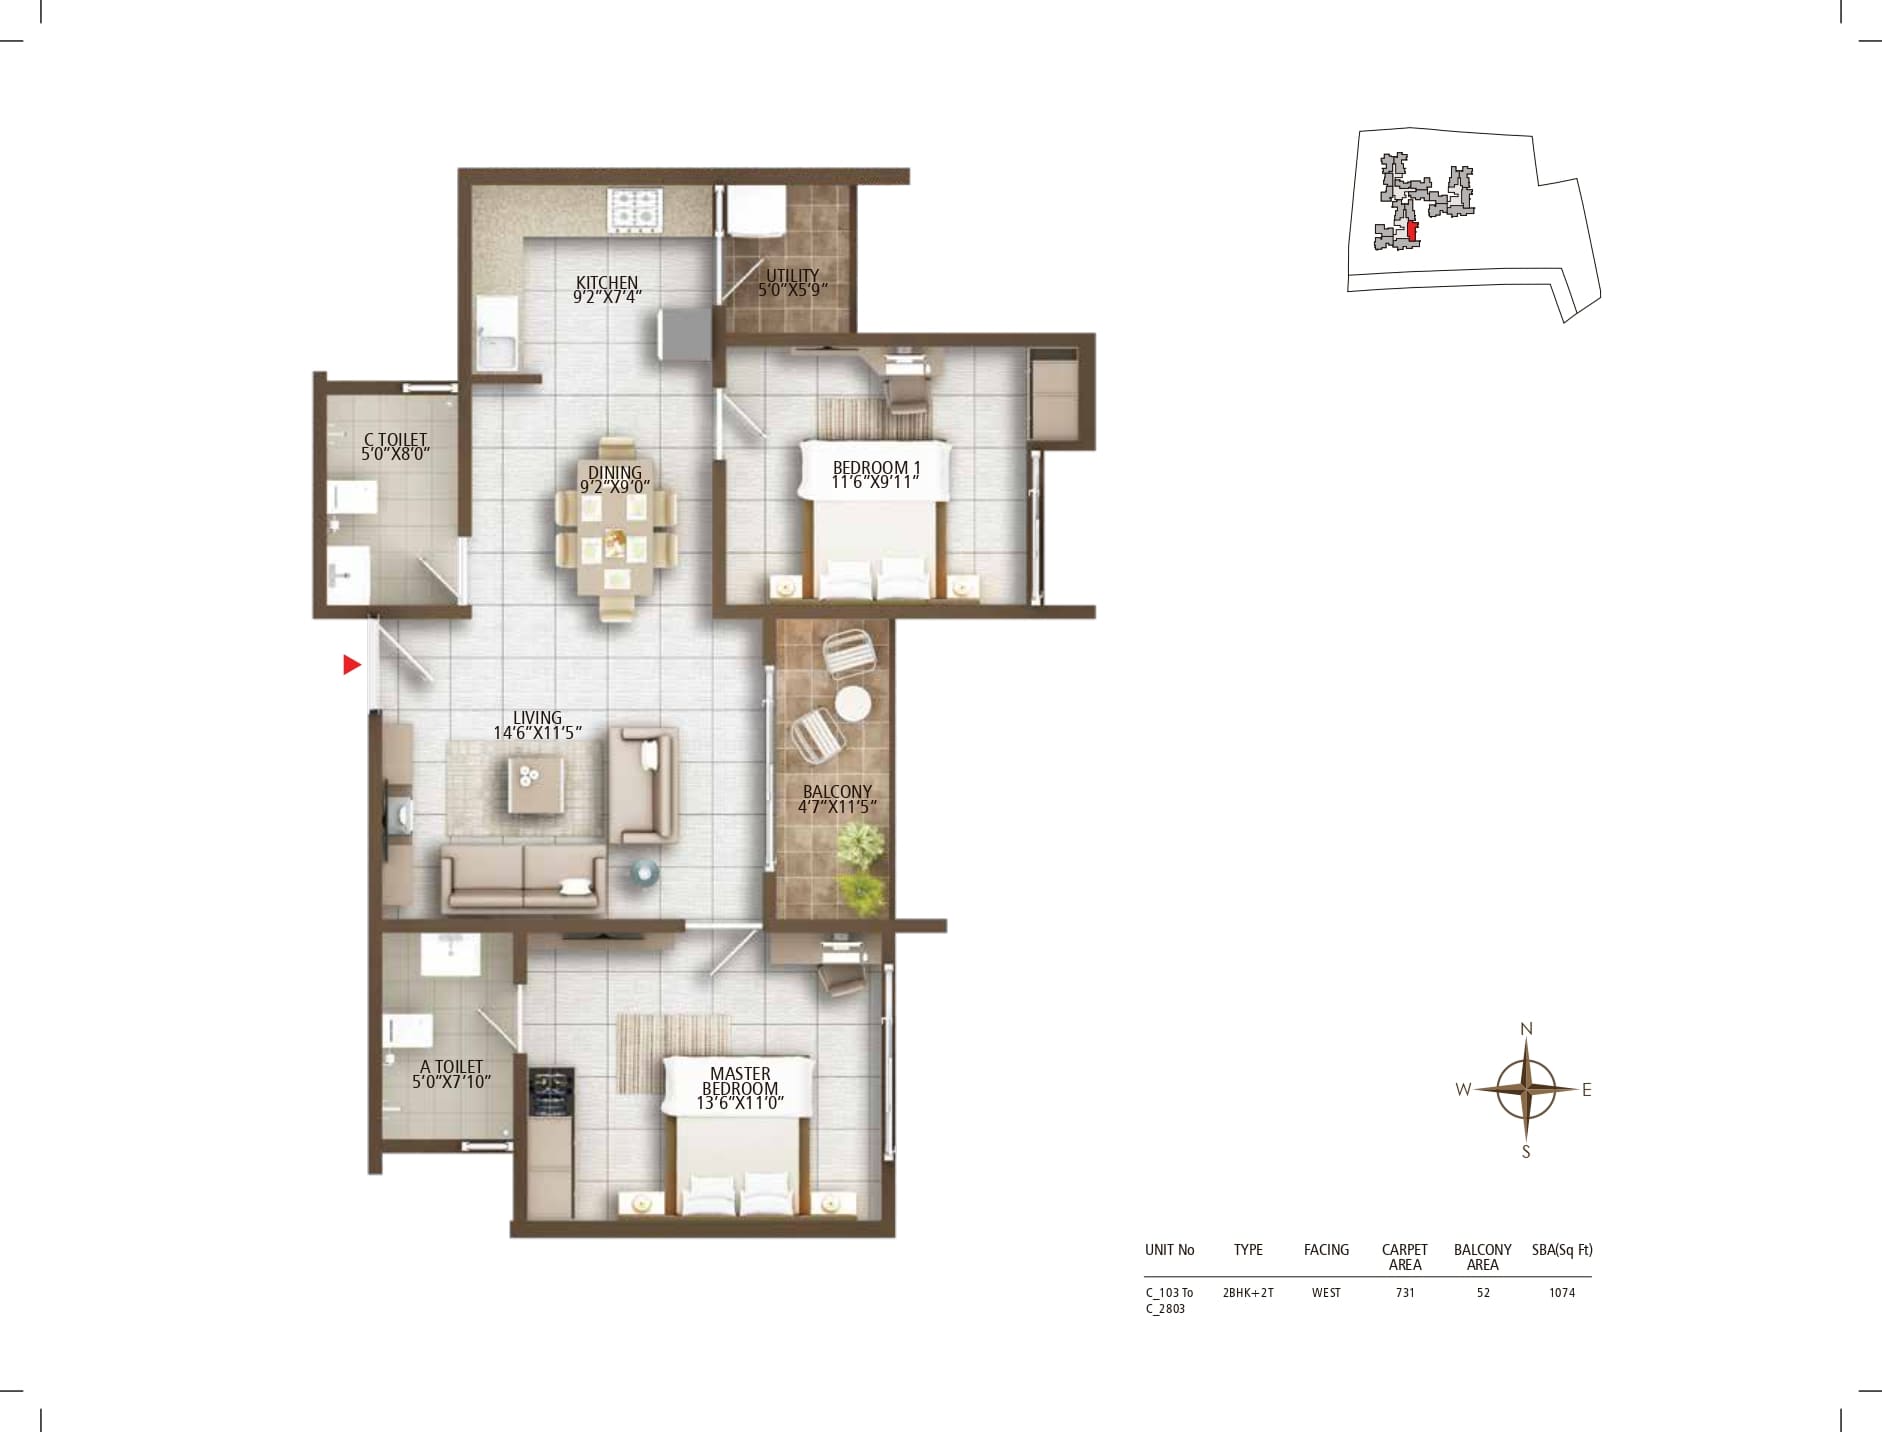 KITCHEN
9'2"X7'4"
UTILITY
5'0"X5'9"
C TOILET
5'0"X8'0"
DINING
9'2"X9'0"
BEDROOM 1
11'6"X9'11"
LIVING
14'6"X11'5"
BALCONY
4'7"X11'5"
A TOILET
5'0"X7'10"
MASTER
BEDROOM
13'6"X11'0"
N
W E
S
UNIT No TYPE FACING CARPET AREA BALCONY AREA SBA(Sq Ft)
C_103 To C_2803 2BHK+2T WEST 731 52 1074